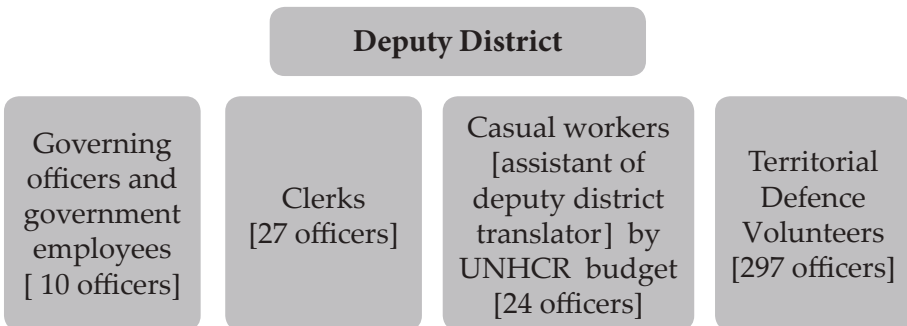 Deputy District
Governing
officers and
government
employees
[ 10 officers]
Clerks
[27 officers]
Casual workers
[assistant of
deputy district
translator] by
UNHCR budget
[24 officers]
Territorial
Defence
Volunteers
[297 officers]